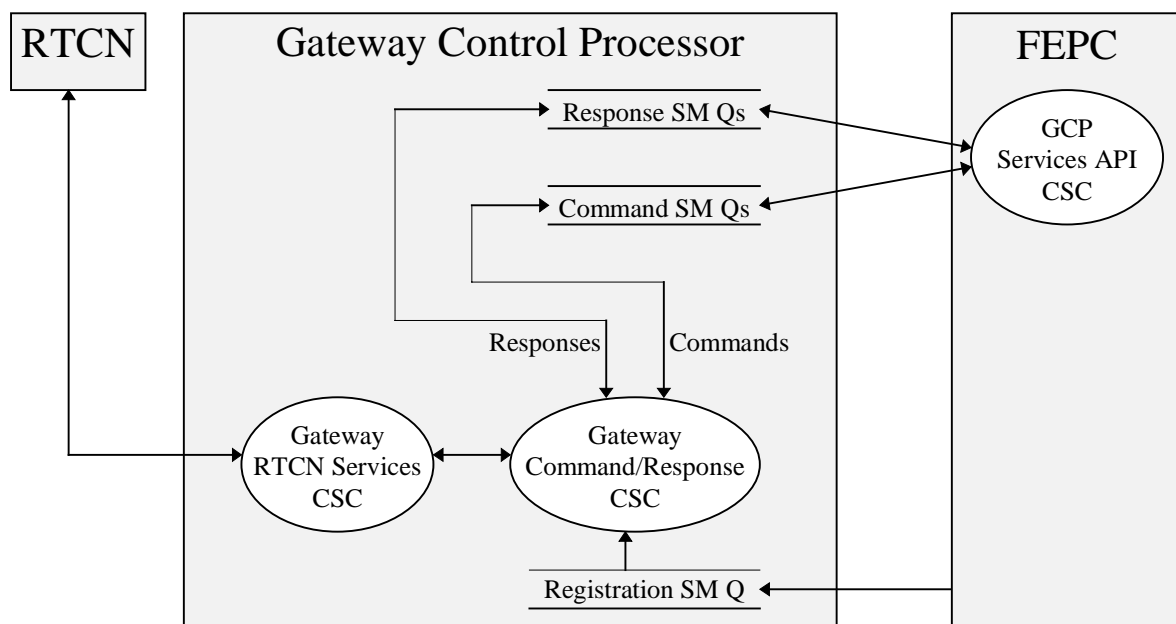 RTCN
Gateway Control Processor
FEPC
Response SM Qs
GCP
Services API
CSC
Command SM Qs
Responses
Commands
Gateway
RTCN Services
CSC
Gateway
Command/Response
CSC
Registration SM Q